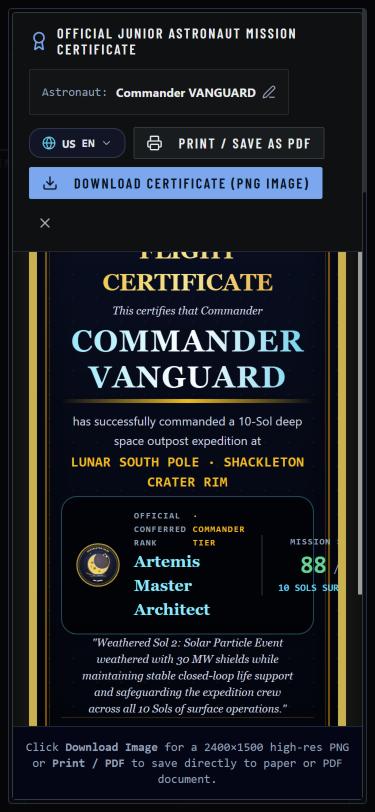 OFFICIAL JUNIOR ASTRONAUT MISSION
CERTIFICATE
Astronaut: Commander VANGUARD
US EN
PRINT / SAVE AS PDF
DOWNLOAD CERTIFICATE (PNG IMAGE)
FLIGHT
CERTIFICATE
This certifies that Commander
COMMANDER
VANGUARD
has successfully commanded a 10-Sol deep
space outpost expedition at
LUNAR SOUTH POLE · SHACKLETON
CRATER RIM
OFFICIAL CONFERRED RANK
· COMMANDER TIER
Artemis
Master
Architect
MISSION
88 /
10 SOLS SUR
"Weathered Sol 2: Solar Particle Event
weathered with 30 MW shields while
maintaining stable closed-loop life support
and safeguarding the expedition crew
across all 10 Sols of surface operations."
Click Download Image for a 2400×1500 high-res PNG
or Print / PDF to save directly to paper or PDF
document.